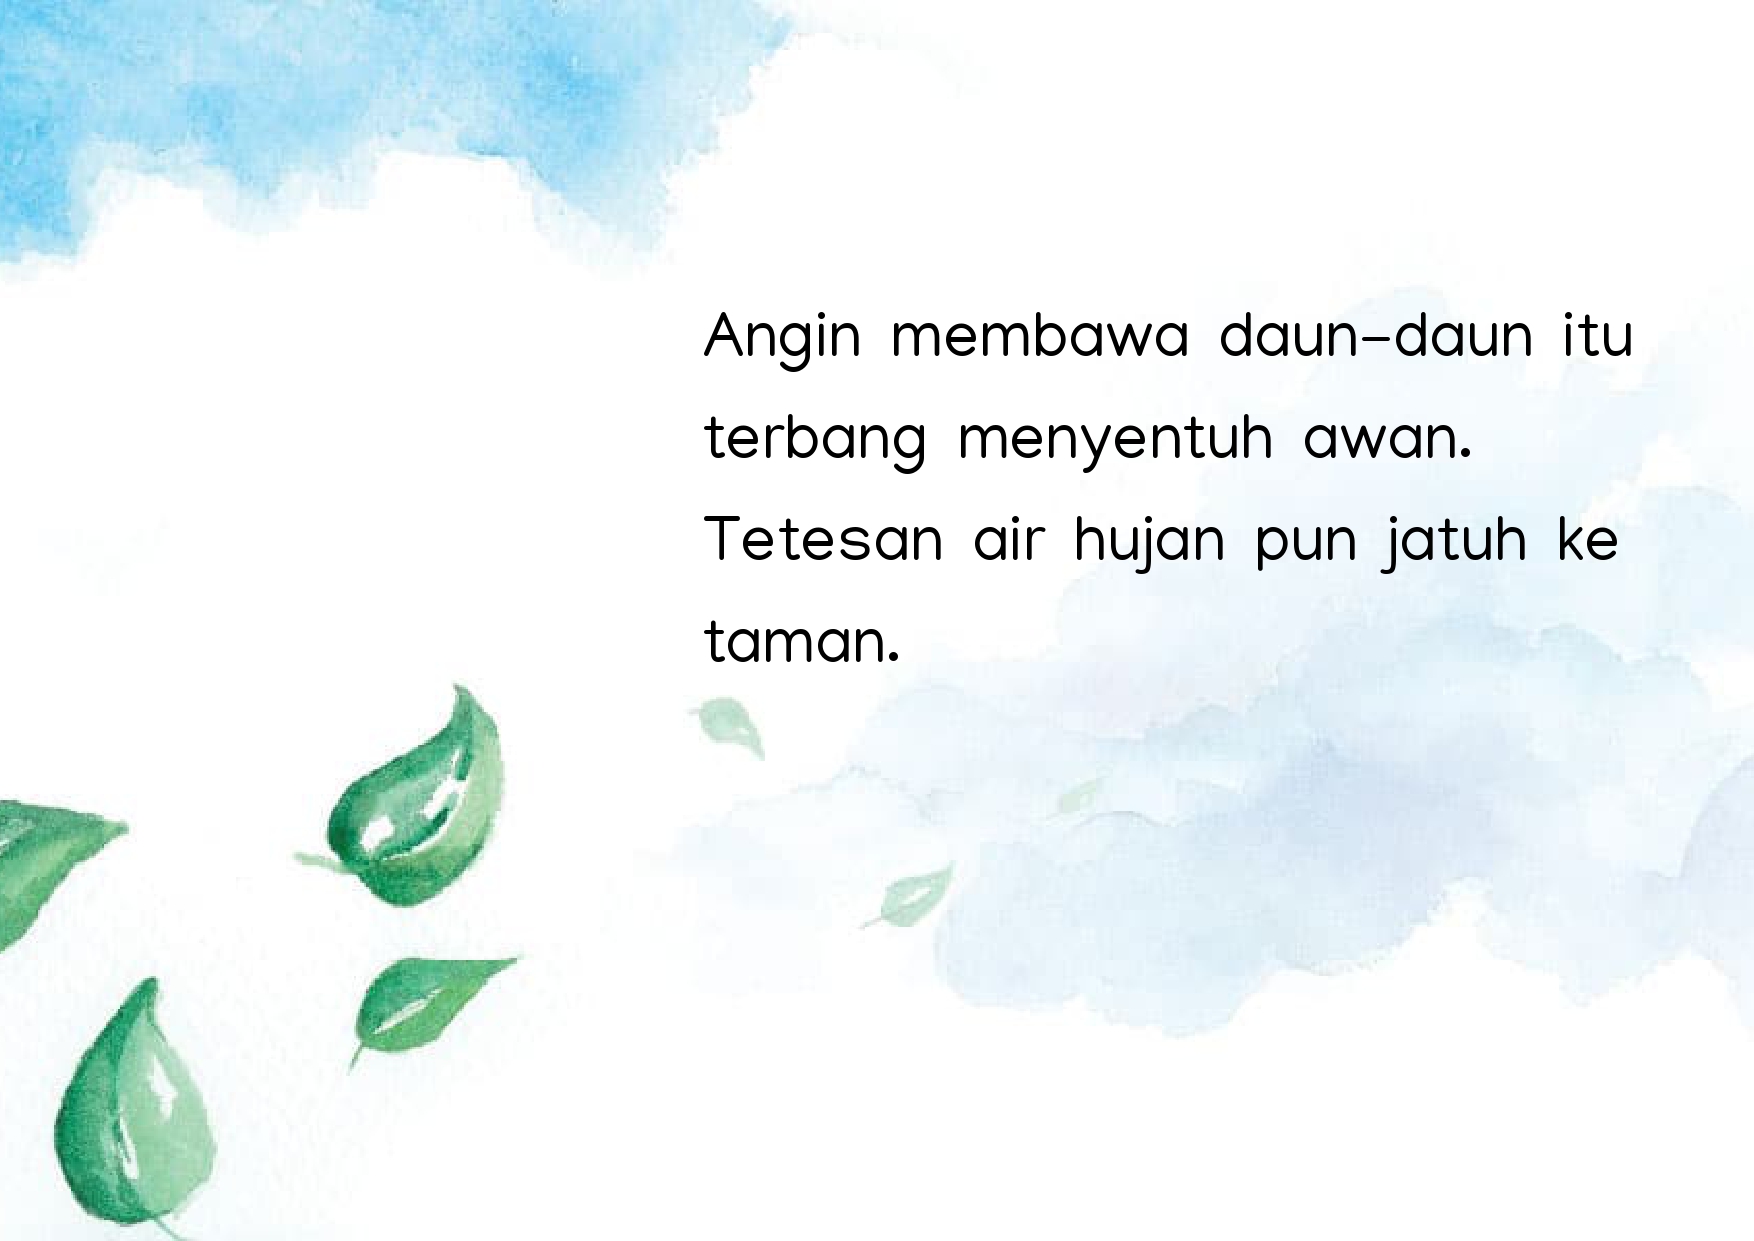 Angin membawa daun-daun itu
terbang menyentuh awan.
Tetesan air hujan pun jatuh ke
taman.